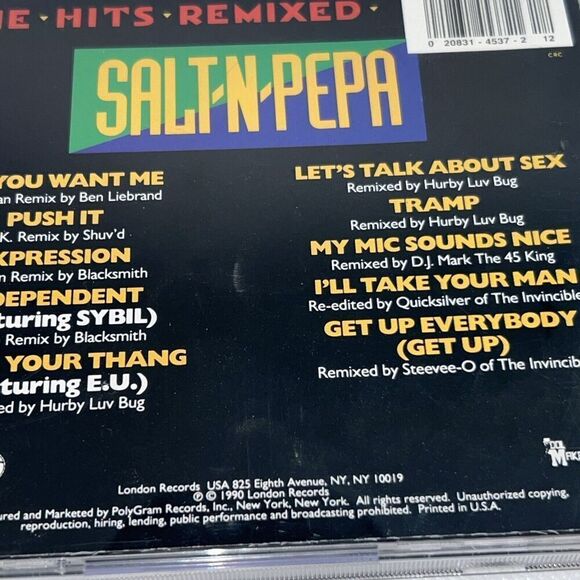 HITS • REMIXED •
0 20831 - 4537 - 2 12
CRC
SALT-N-PEPA
YOU WANT ME
Remix by Ben Liebrand
PUSH IT
K. Remix by Shuv'd
XPRESSION
Remix by Blacksmith
DEPENDENT
turing SYBIL)
Remix by Blacksmith
YOUR THANG
turing E.U.)
ed by Hurby Luv Bug
LET'S TALK ABOUT SEX
Remixed by Hurby Luv Bug
TRAMP
Remixed by Hurby Luv Bug
MY MIC SOUNDS NICE
Remixed by D.J. Mark The 45 King
I'LL TAKE YOUR MAN
Re-edited by Quicksilver of The Invincible
GET UP EVERYBODY
(GET UP)
Remixed by Steevee-O of The Invincib
London Records USA 825 Eighth Avenue, NY, NY 10019
℗ © 1990 London Records
ured and Marketed by PolyGram Records, Inc., New York, New York. All Rights Reserved. Unauthorized copying,
reproduction, hiring, lending, public performance and broadcasting prohibited. Printed in U.S.A.